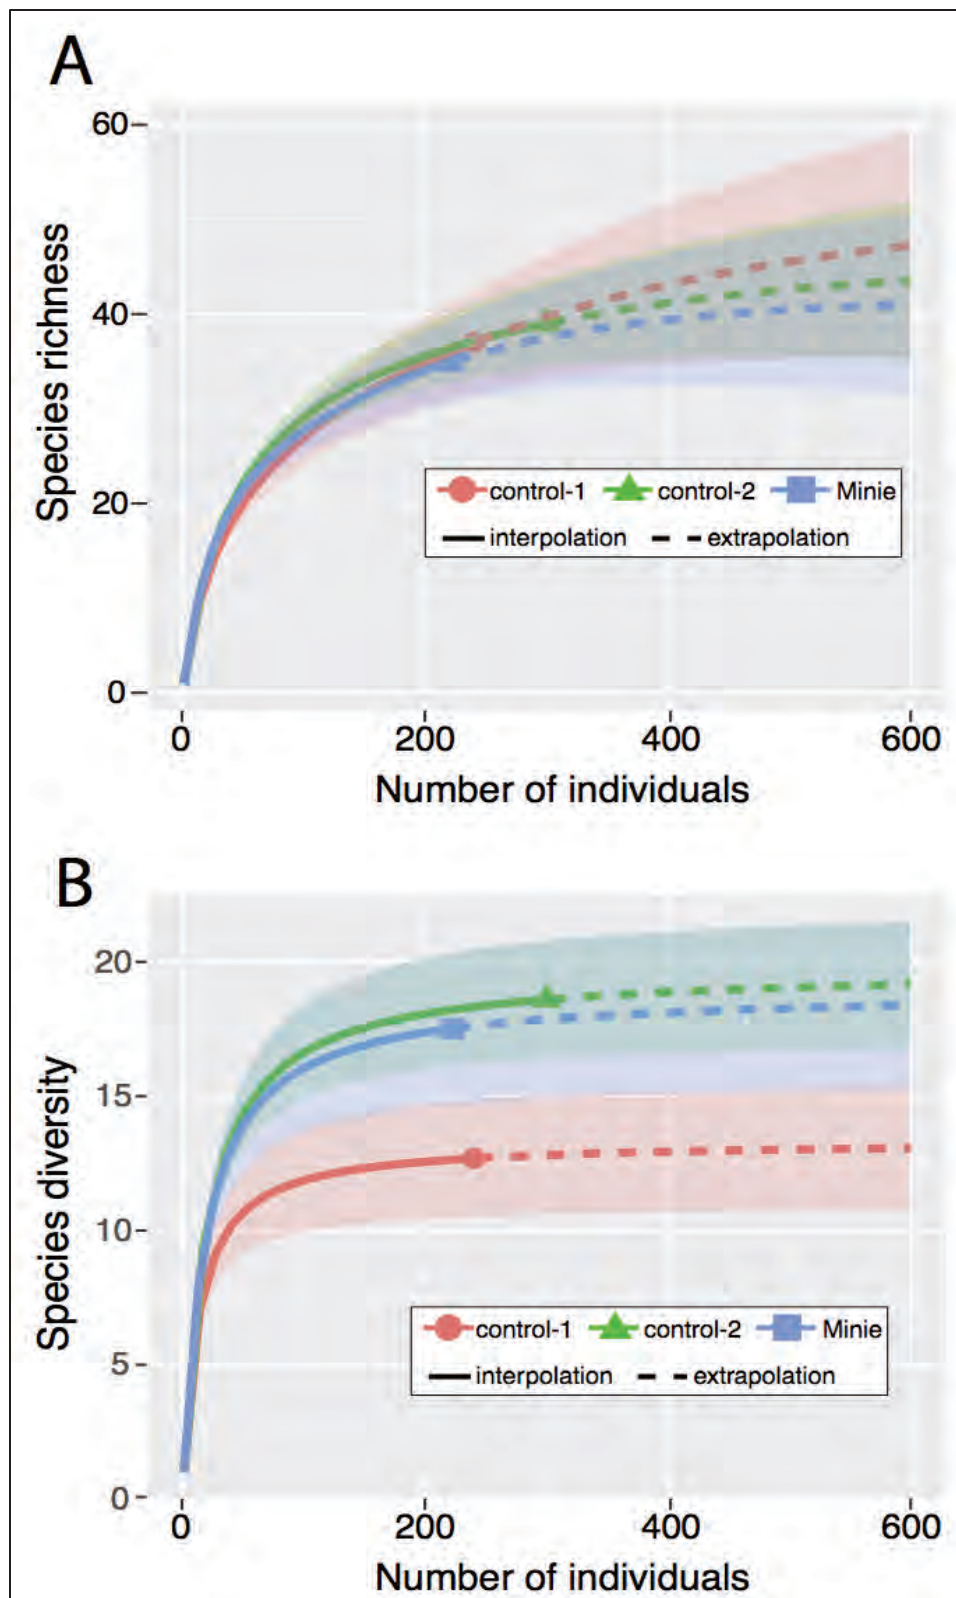 A
60
40
20
0
Species richness
control-1 control-2 Minie
interpolation extrapolation
0 200 400 600
Number of individuals
B
20
15
10
5
0
Species diversity
control-1 control-2 Minie
interpolation extrapolation
0 200 400 600
Number of individuals